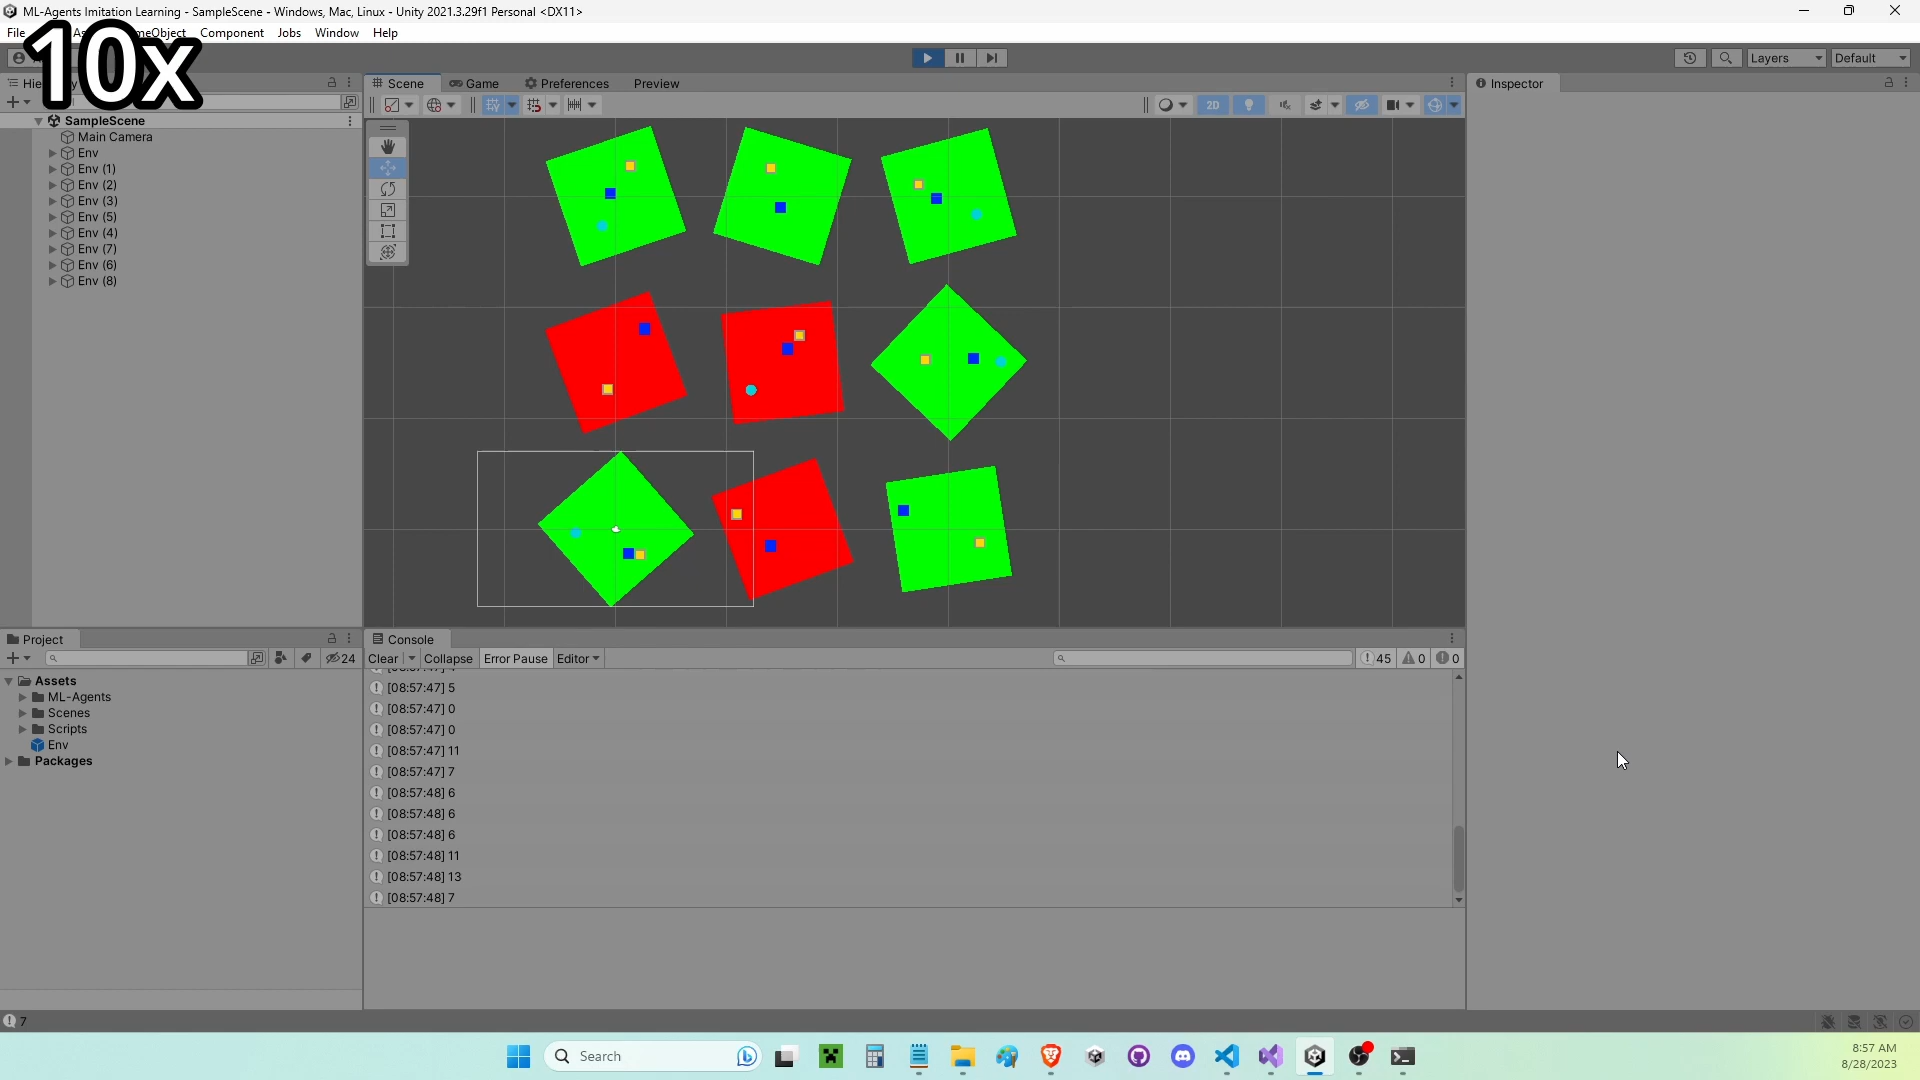 ML-Agents Imitation Learning - SampleScene - Windows, Mac, Linux - Unity 2021.3.29f1 Personal <DX11>
File
Component Jobs Window Help
10x
Layers
Default
Scene Game Preferences Preview
Inspector
2D
SampleScene
Main Camera
Env
Env (1)
Env (2)
Env (3)
Env (5)
Env (4)
Env (7)
Env (6)
Env (8)
Project
24
Assets
ML-Agents
Scenes
Scripts
Env
Packages
Console
Clear Collapse Error Pause Editor
45 0 0
[08:57:47] 5
[08:57:47] 0
[08:57:47] 0
[08:57:47] 11
[08:57:47] 7
[08:57:48] 6
[08:57:48] 6
[08:57:48] 6
[08:57:48] 11
[08:57:48] 13
[08:57:48] 7
7
Search
8:57 AM
8/28/2023